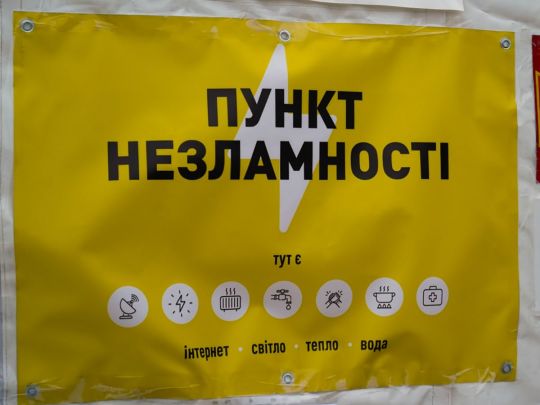 ПУНКТ
НЕЗЛАМНОСТІ
тут є
інтернет • світло • тепло • вода